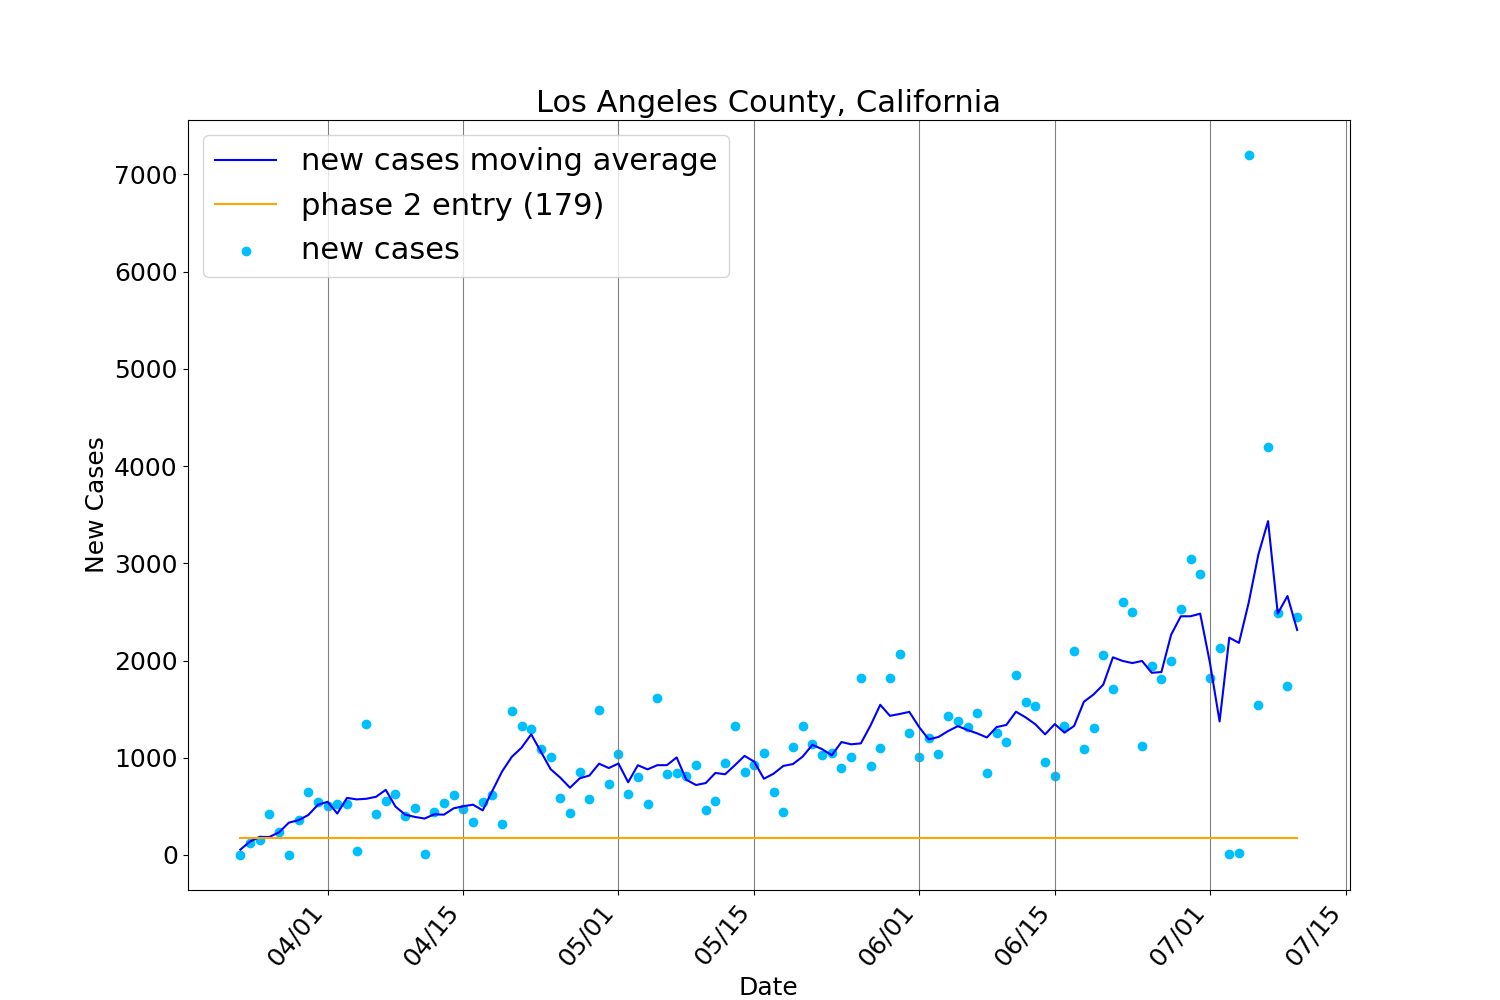 Los Angeles County, California
new cases moving average
phase 2 entry (179)
new cases
7000
6000
5000
4000
3000
2000
1000
0
New Cases
04/01
04/15
05/01
05/15
06/01
06/15
07/01
07/15
Date